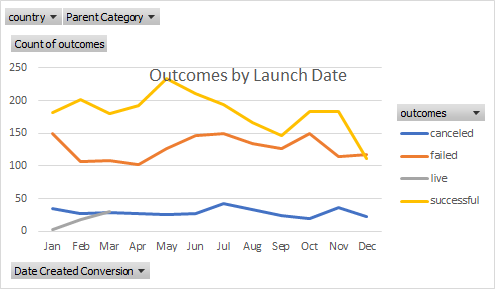 country Parent Category
Count of outcomes
Outcomes by Launch Date
250
200
150
100
50
0
Jan Feb Mar Apr May Jun Jul Aug Sep Oct Nov Dec
outcomes
canceled
failed
live
successful
Date Created Conversion